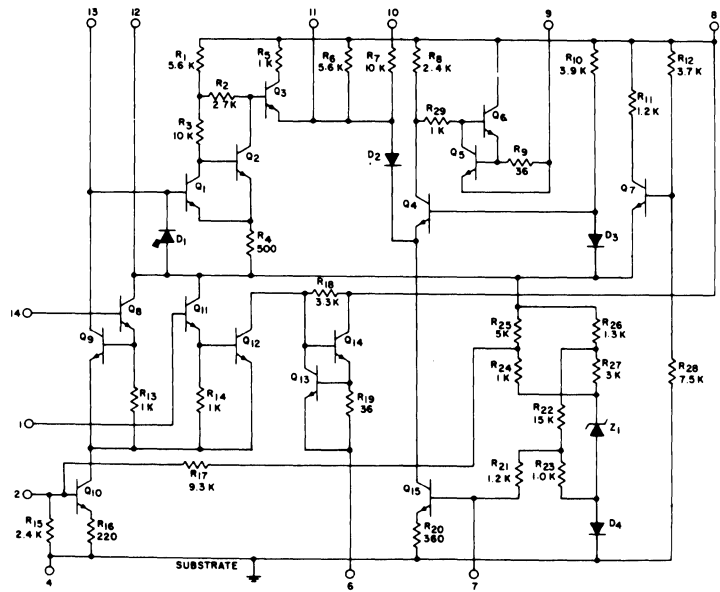 13 12 11 10 9 8
R1 5.6 K
R5 1 K
R6 5.6K
R7 10 K
R8 2.4 K
R10 3.9 K
R12 3.7K
R2 2.7K
Q3
R11 1.2 K
R29 1 K
Q6
R3 10 K
Q2
D2
Q5
R9 36
Q7
Q1
Q4
D1
R4 500
D3
R18 3.3 K
14
Q8
Q11
R25 5K
R26 1.3 K
Q9
Q12
Q14
R24 1 K
R27 3 K
R28 7.5 K
Q13
R13 1 K
R14 1 K
R19 36
R22 15 K
Z1
1
R17 9.3 K
R21 1.2 K
R23 1.0 K
2
Q10
Q15
R15 2.4 K
R16 220
R20 360
D4
SUBSTRATE
4 6 7